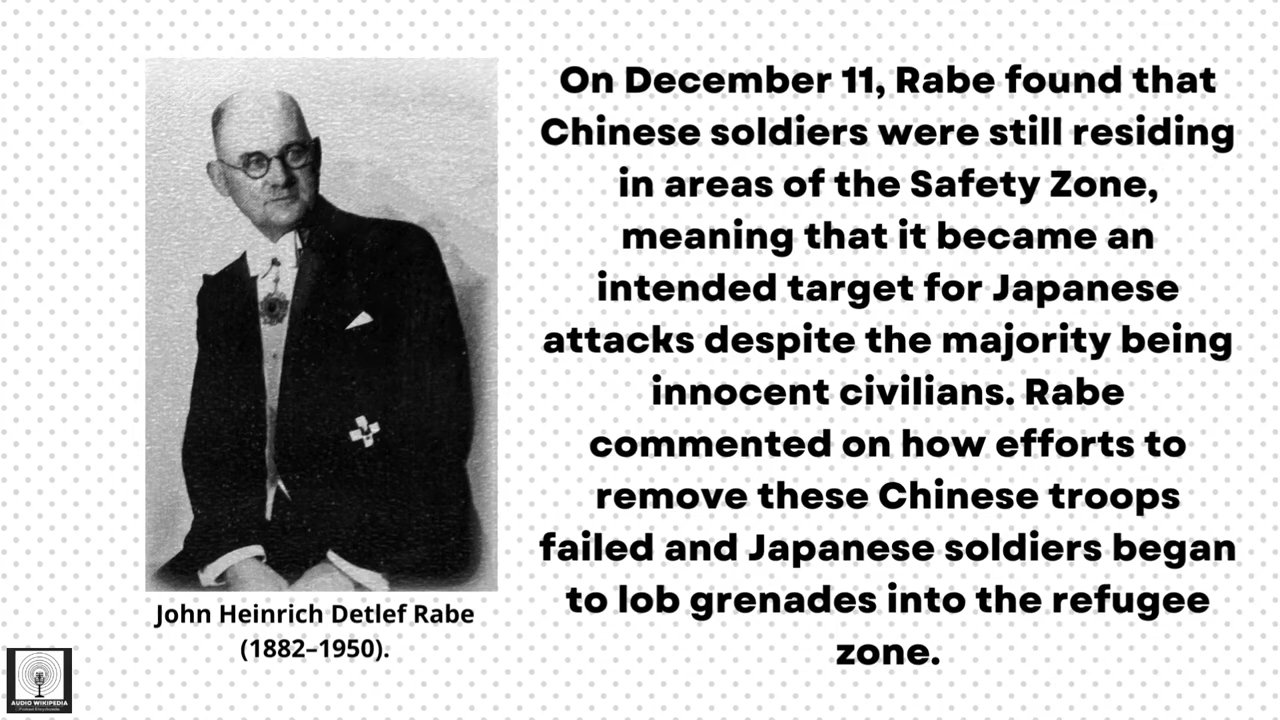 On December 11, Rabe found that
Chinese soldiers were still residing
in areas of the Safety Zone,
meaning that it became an
intended target for Japanese
attacks despite the majority being
innocent civilians. Rabe
commented on how efforts to
remove these Chinese troops
failed and Japanese soldiers began
to lob grenades into the refugee
zone.
John Heinrich Detlef Rabe
(1882–1950).
AUDIO WIKIPEDIA